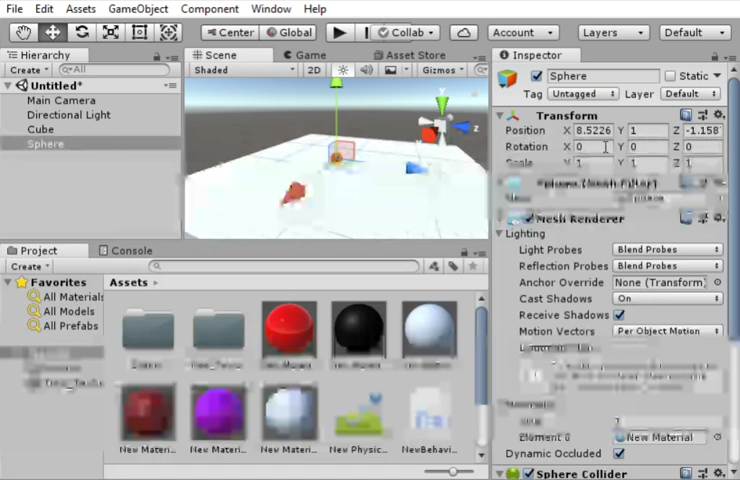 File Edit Assets GameObject Component Window Help
Center Global Collab Account Layers Default
Hierarchy
Create All
Untitled*
Main Camera
Directional Light
Cube
Sphere
Scene Game Asset Store
Shaded 2D Gizmos
Y
Z
Project Console
Create
Favorites
All Materials
All Models
All Prefabs
Assets
New Materi... New Materi... New Materi... New Physic... NewBehavi...
Inspector
Sphere Static
Tag Untagged Layer Default
Transform
Position X 8.5226 Y 1 Z -1.158
Rotation X 0 Y 0 Z 0
Scale X 1 Y 1 Z 1
Sphere (Mesh Filter)
Mesh Renderer
Lighting
Light Probes Blend Probes
Reflection Probes Blend Probes
Anchor Override None (Transform)
Cast Shadows On
Receive Shadows
Motion Vectors Per Object Motion
Element 0 New Material
Dynamic Occluded
Sphere Collider